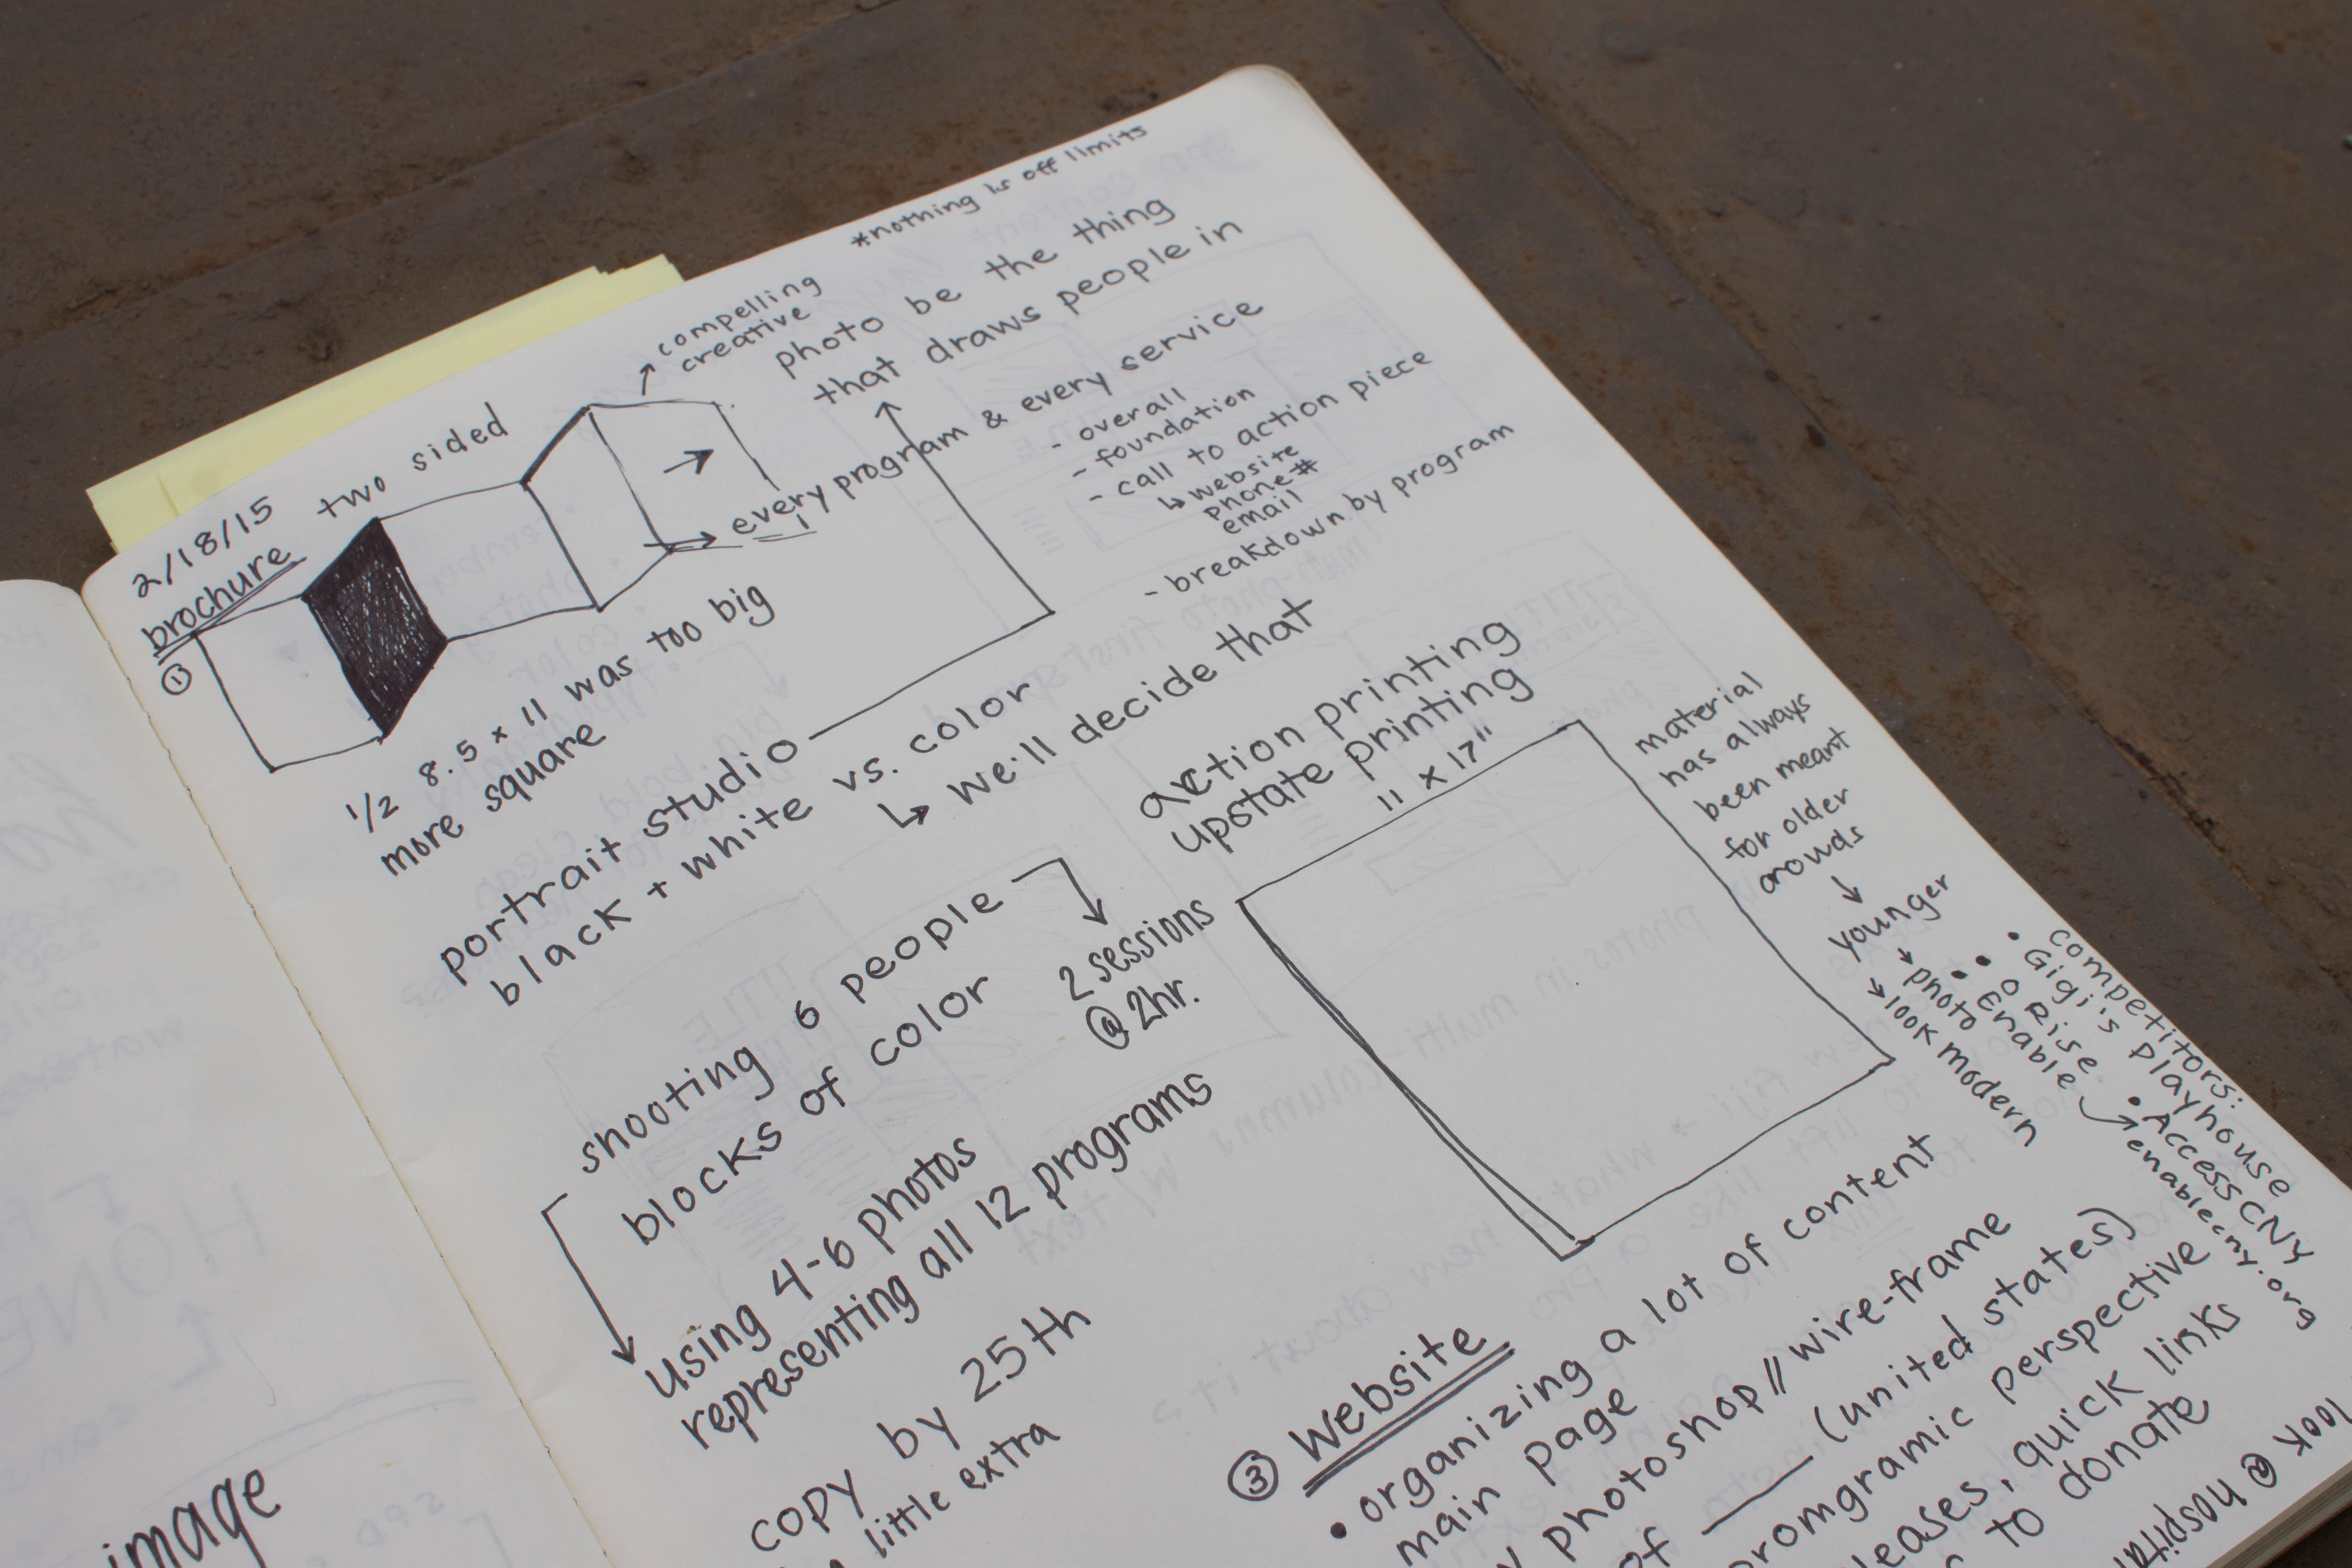 *nothing is off limits
2/18/15
two sided
brochure
①
compelling
creative
photo be the thing
that draws people in
every program & every service
- overall
- foundation
- call to action piece
↳ website
phone #
email
- breakdown by program
1/2 8.5 x 11 was too big
more square
portrait studio
black + white vs. color
↳ we'll decide that
action printing
upstate printing
11 x 17"
shooting 6 people
blocks of color
2 sessions
@ 2hr.
using 4-6 photos
representing all 12 programs
copy by 25th
little extra
material
has always
been meant
for older
crowds
younger
photo
100K modern
competitors:
• Gigi's Playhouse
• Rise
• Enable
• AccessCNY
enablecny.org
③ website
• organizing a lot of content
main page
photoshop // wire-frame
of ____ (united states)
promgramic perspective
quick links
to donate
look @ hospital
image